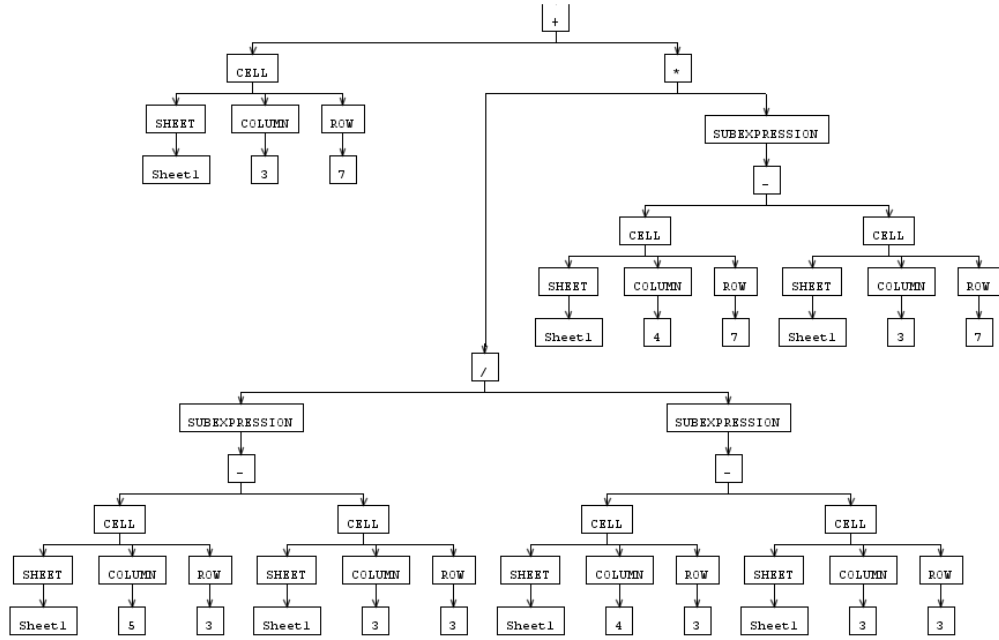 +
CELL *
SHEET COLUMN ROW SUBEXPRESSION
Sheet1 3 7
-
CELL CELL
SHEET COLUMN ROW SHEET COLUMN ROW
Sheet1 4 7 Sheet1 3 7
/
SUBEXPRESSION SUBEXPRESSION
- -
CELL CELL CELL CELL
SHEET COLUMN ROW SHEET COLUMN ROW SHEET COLUMN ROW SHEET COLUMN ROW
Sheet1 5 3 Sheet1 3 3 Sheet1 4 3 Sheet1 3 3